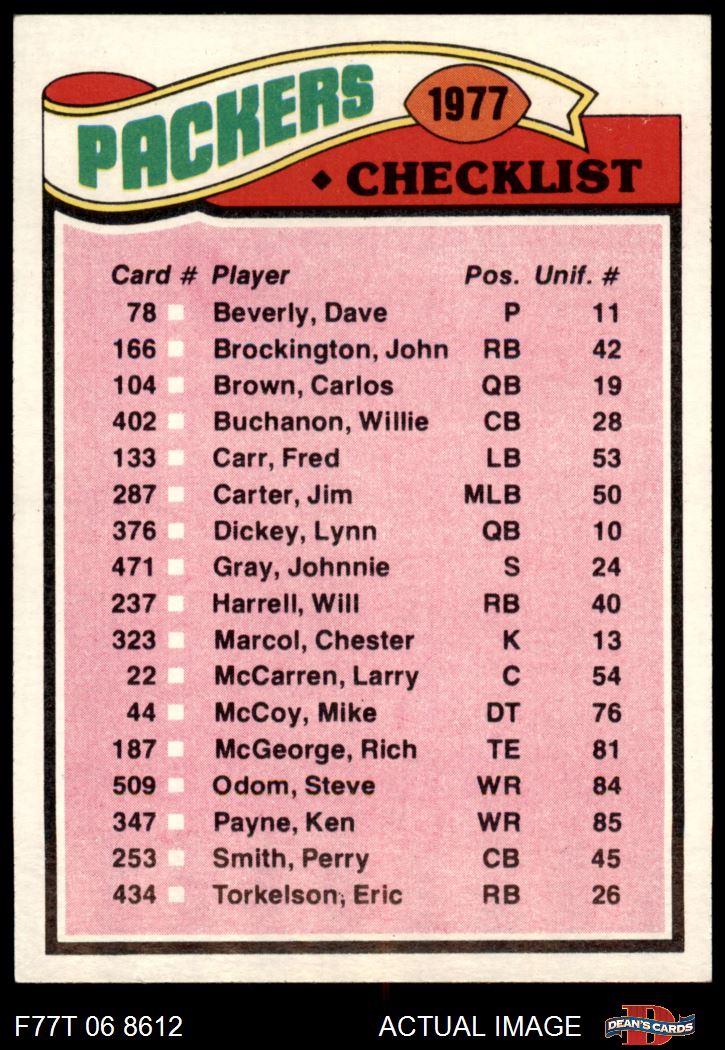 PACKERS 1977
♦ CHECKLIST
Card # Player Pos. Unif. #
78 Beverly, Dave P 11
166 Brockington, John RB 42
104 Brown, Carlos QB 19
402 Buchanon, Willie CB 28
133 Carr, Fred LB 53
287 Carter, Jim MLB 50
376 Dickey, Lynn QB 10
471 Gray, Johnnie S 24
237 Harrell, Will RB 40
323 Marcol, Chester K 13
22 McCarren, Larry C 54
44 McCoy, Mike DT 76
187 McGeorge, Rich TE 81
509 Odom, Steve WR 84
347 Payne, Ken WR 85
253 Smith, Perry CB 45
434 Torkelson, Eric RB 26
F77T 06 8612 ACTUAL IMAGE D DEAN'S CARDS